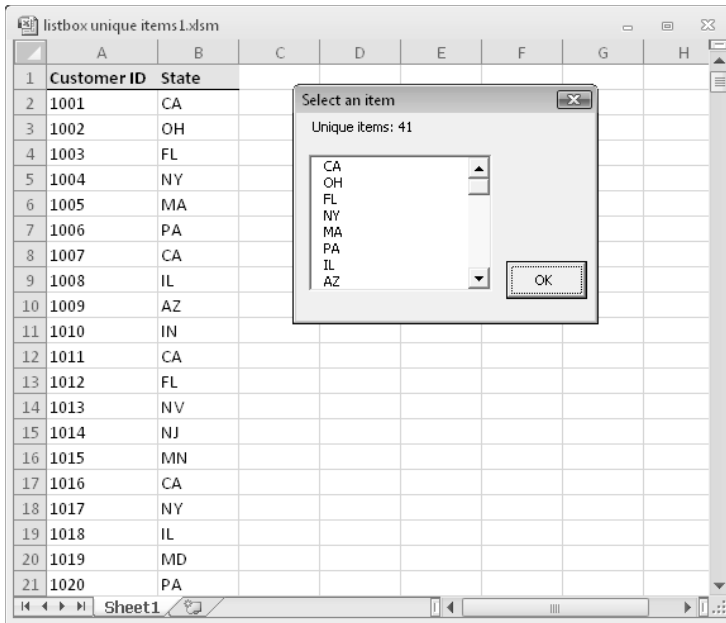 listbox unique items1.xlsm
A B C D E F G H
1 Customer ID State
2 1001 CA
3 1002 OH
4 1003 FL
5 1004 NY
6 1005 MA
7 1006 PA
8 1007 CA
9 1008 IL
10 1009 AZ
11 1010 IN
12 1011 CA
13 1012 FL
14 1013 NV
15 1014 NJ
16 1015 MN
17 1016 CA
18 1017 NY
19 1018 IL
20 1019 MD
21 1020 PA
Select an item
Unique items: 41
CA
OH
FL
NY
MA
PA
IL
AZ
OK
Sheet1